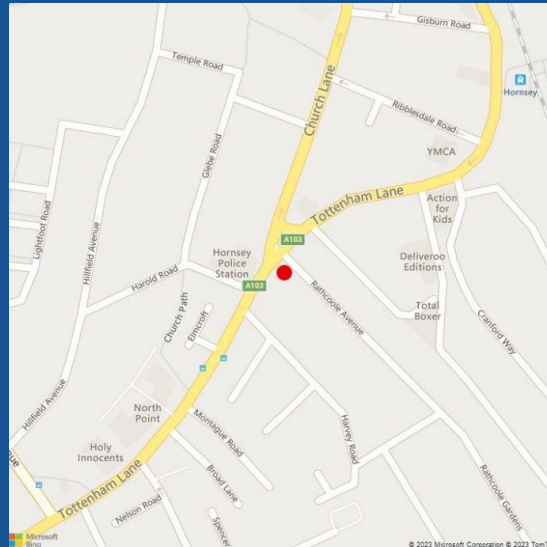 Gisburn Road
Temple Road
Church Lane
Hornsey
Ribblesdale Road
Glebe Road
YMCA
Tottenham Lane
Action
for
Kids
Lightfoot Road
Hillfield Avenue
A103
Hornsey
Police
Station
Deliveroo
Editions
Harold Road
A103
Rathcoole Avenue
Total
Boxer
Church Path
Elmcroft
Cranford Way
Hillfield Avenue
North
Point
Montague Road
Harvey Road
Holy
Innocents
Broad Lane
Rathcoole Gardens
Tottenham Lane
Nelson Road
Spencer
Microsoft
Bing
© 2023 Microsoft Corporation © 2023 TomT